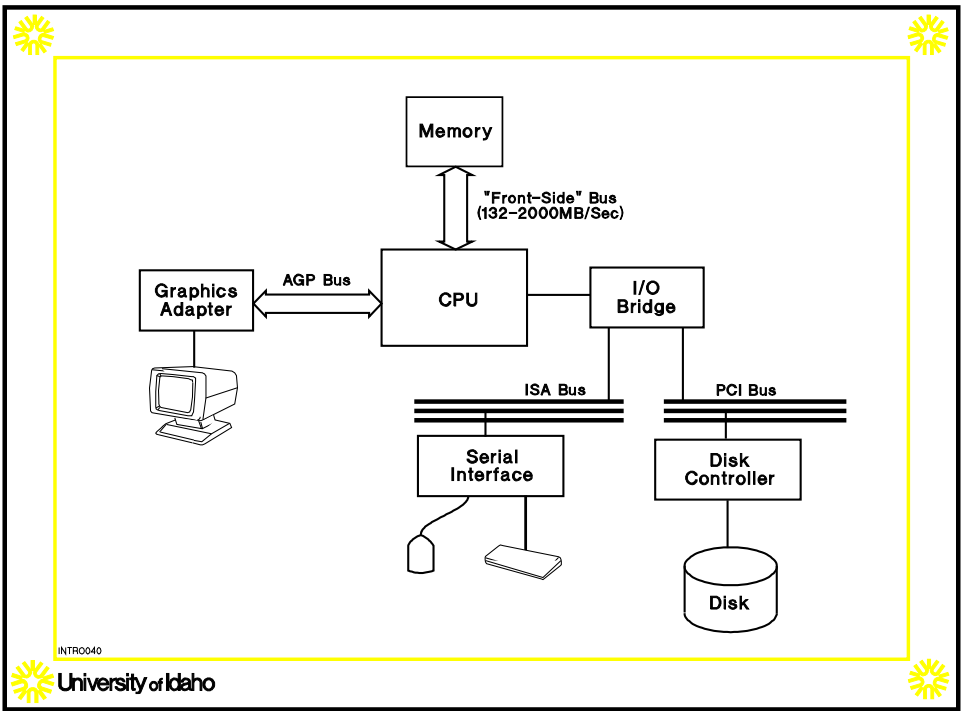 Memory
"Front-Side" Bus
(132-2000MB/Sec)
AGP Bus
Graphics
Adapter
CPU
I/O
Bridge
ISA Bus
PCI Bus
Serial
Interface
Disk
Controller
Disk
INTRO040
University of Idaho